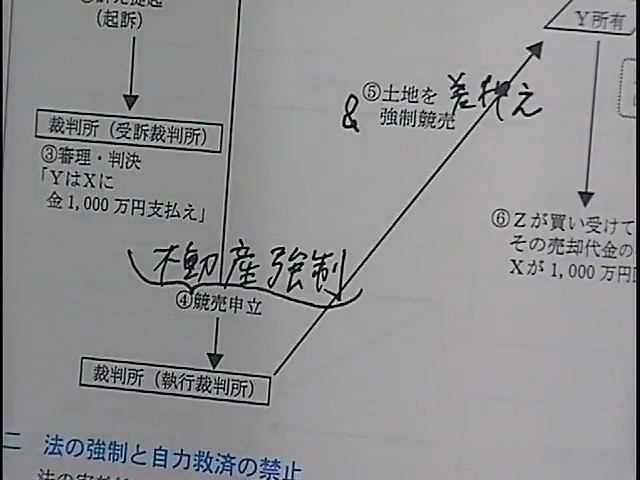 (起訴)
Y所有
⑤土地を 差押え
& 強制競売
裁判所(受訴裁判所)
③審理・判決
「YはXに
金1,000万円支払え」
⑥Zが買い受けて
その売却代金の
Xが1,000万円
不動産強制
④競売申立
裁判所(執行裁判所)
二 法の強制と自力救済の禁止